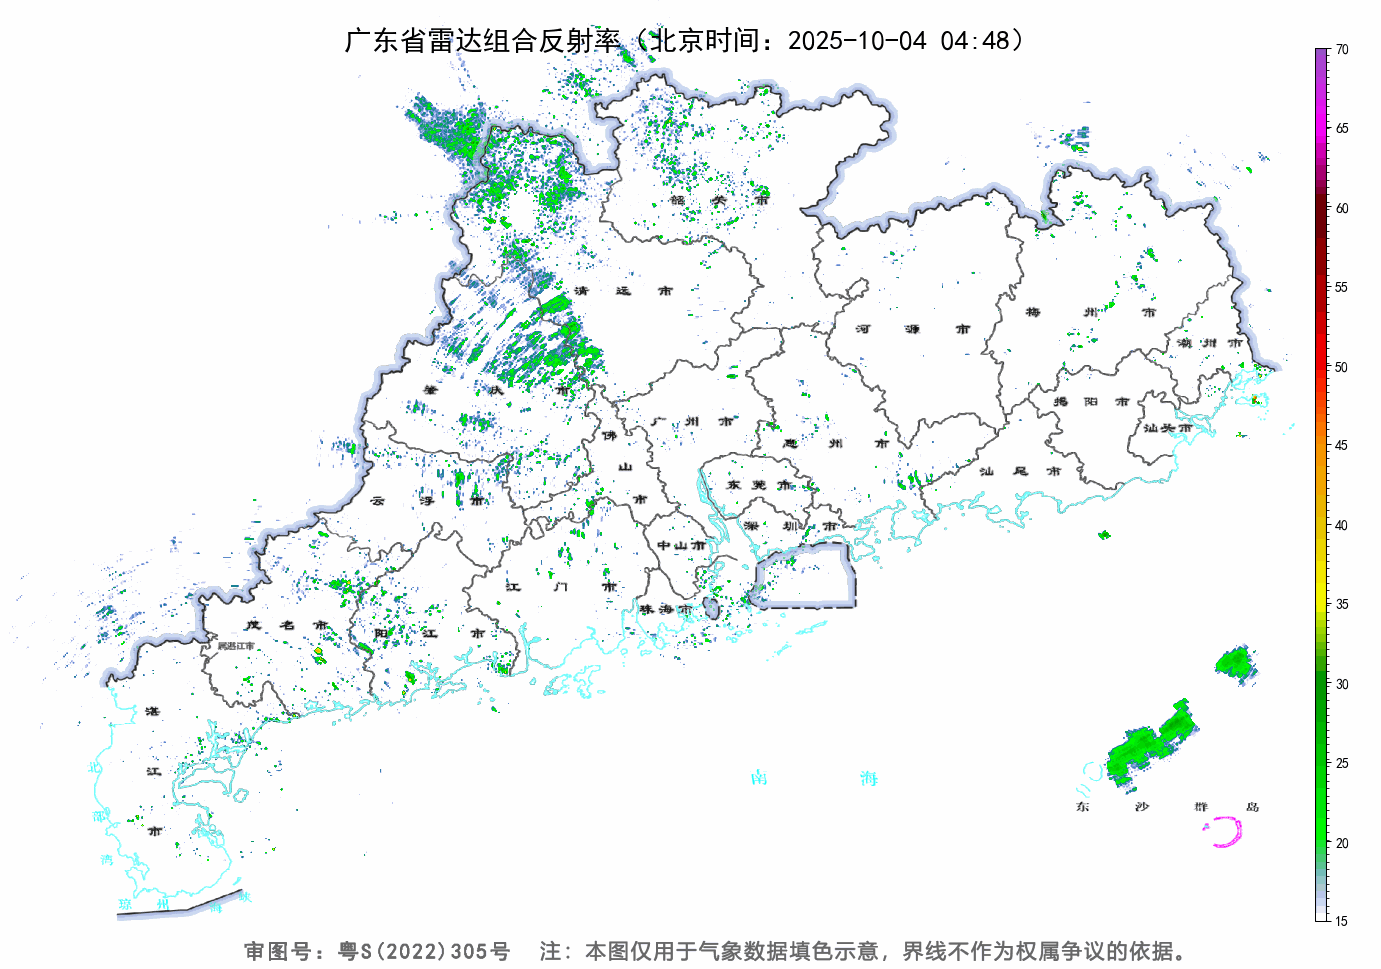 广东省雷达组合反射率（北京时间：2025-10-04 04:48）
70
65
60
55
50
45
40
35
30
25
20
15
韶关市
清远市
河源市
梅州市
潮州市
肇庆市
广州市
揭阳市
汕头市
佛山市
惠州市
汕尾市
云浮市
东莞市
深圳市
中山市
江门市
珠海市
茂名市
阳江市
属湛江市
湛江市
北部湾
南海
东沙群岛
琼州海峡
审图号：粤S(2022)305号 注：本图仅用于气象数据填色示意，界线不作为权属争议的依据。